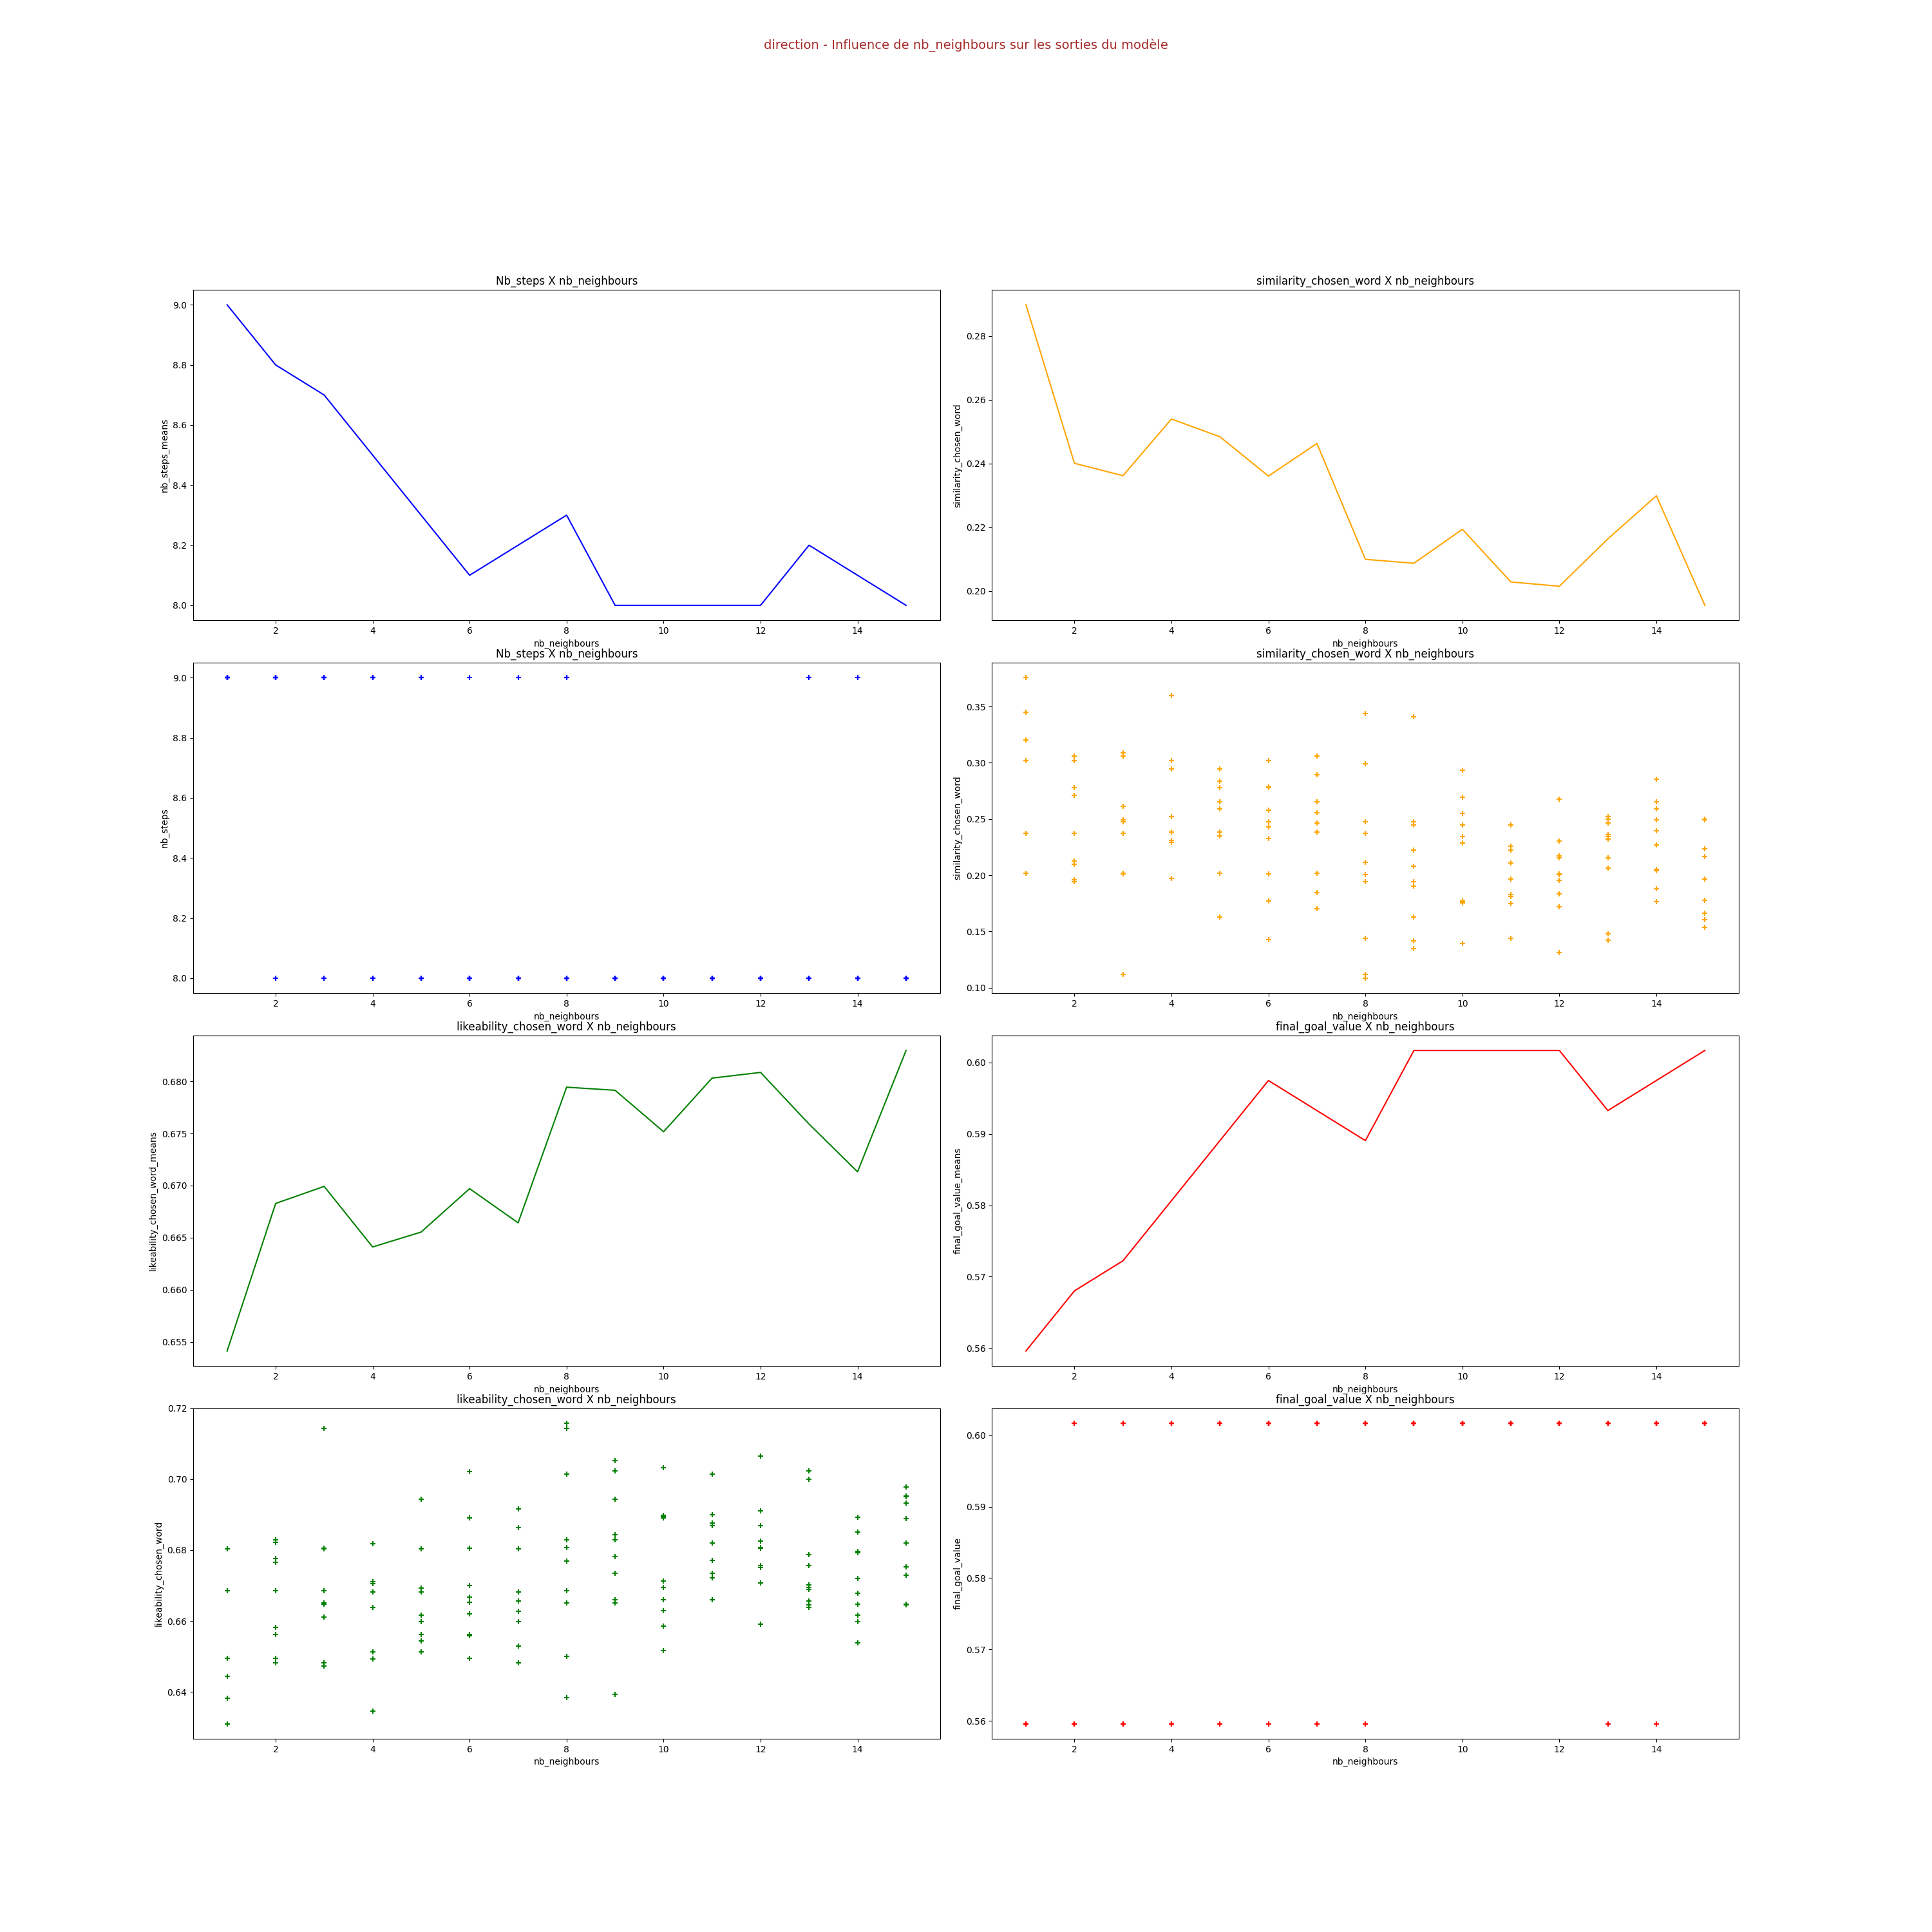 direction - Influence de nb_neighbours sur les sorties du modèle
Nb_steps X nb_neighbours
nb_steps_means
9.0
8.8
8.6
8.4
8.2
8.0
2 4 6 8 10 12 14
nb_neighbours
similarity_chosen_word X nb_neighbours
similarity_chosen_word
0.28
0.26
0.24
0.22
0.20
2 4 6 8 10 12 14
nb_neighbours
Nb_steps X nb_neighbours
nb_steps
9.0
8.8
8.6
8.4
8.2
8.0
2 4 6 8 10 12 14
nb_neighbours
similarity_chosen_word X nb_neighbours
similarity_chosen_word
0.35
0.30
0.25
0.20
0.15
0.10
2 4 6 8 10 12 14
nb_neighbours
likeability_chosen_word X nb_neighbours
likeability_chosen_word_means
0.680
0.675
0.670
0.665
0.660
0.655
2 4 6 8 10 12 14
nb_neighbours
final_goal_value X nb_neighbours
final_goal_value_means
0.60
0.59
0.58
0.57
0.56
2 4 6 8 10 12 14
nb_neighbours
likeability_chosen_word X nb_neighbours
likeability_chosen_word
0.72
0.70
0.68
0.66
0.64
2 4 6 8 10 12 14
nb_neighbours
final_goal_value X nb_neighbours
final_goal_value
0.60
0.59
0.58
0.57
0.56
2 4 6 8 10 12 14
nb_neighbours